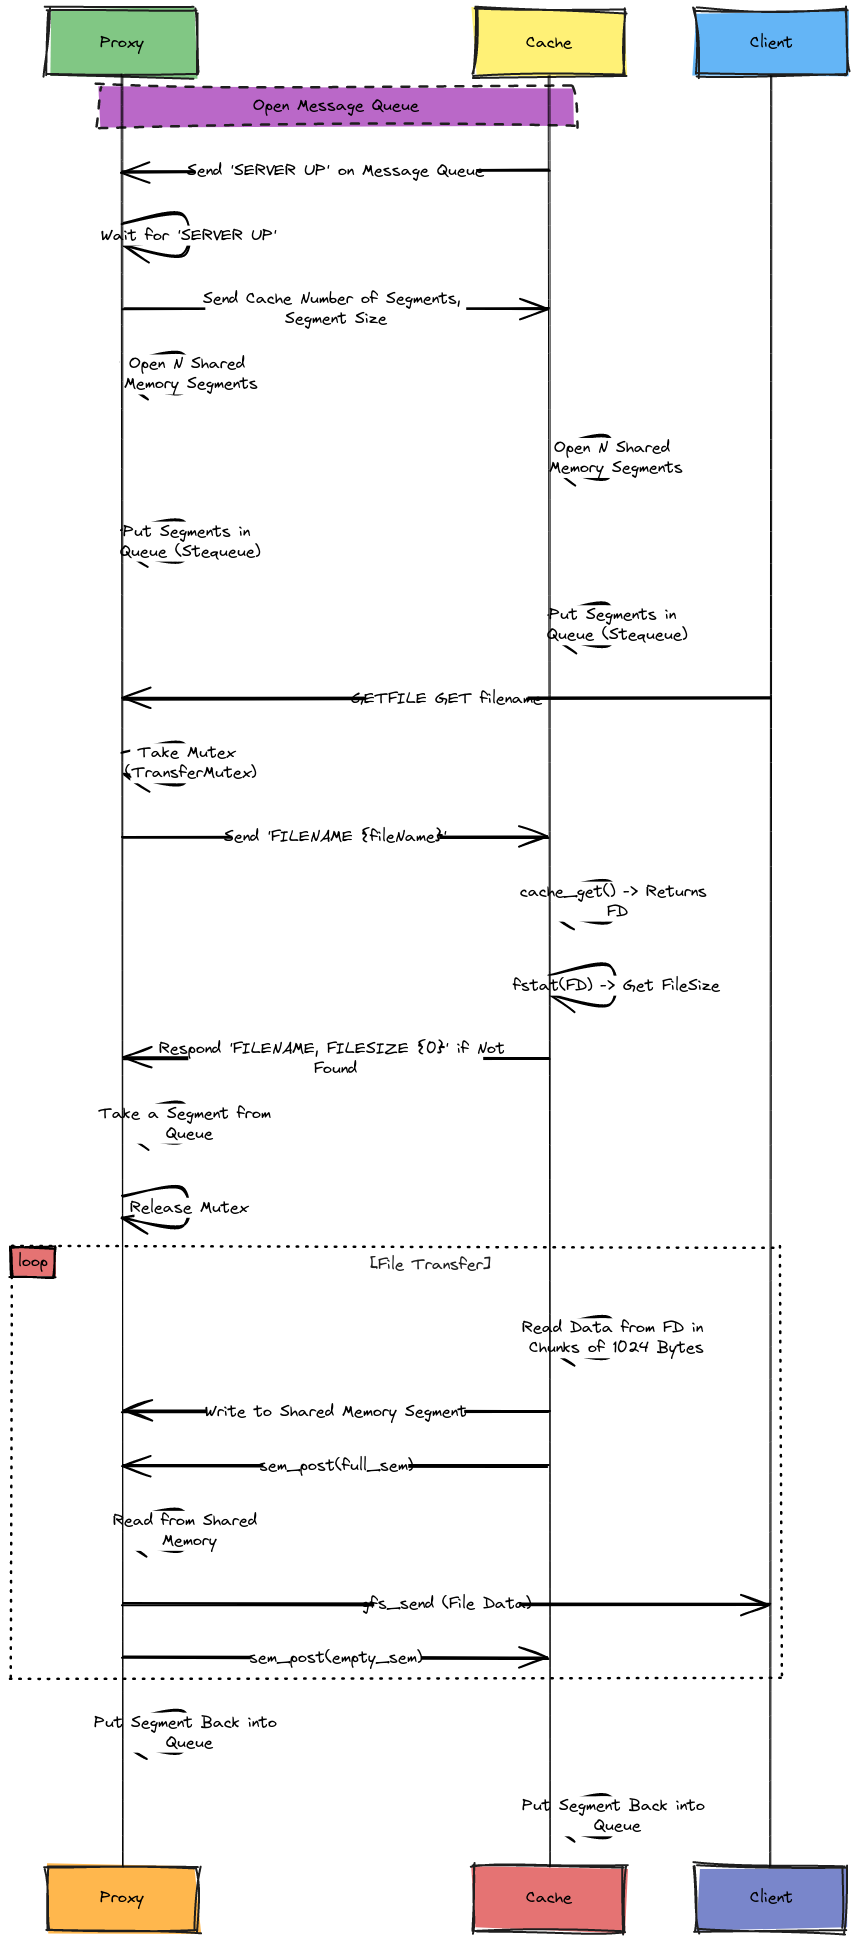 Proxy
Cache
Client
Open Message Queue
Send 'SERVER UP' on Message Queue
Wait for 'SERVER UP'
Send Cache Number of Segments,
Segment Size
Open N Shared
Memory Segments
Open N Shared
Memory Segments
Put Segments in
Queue (Stequeue)
Put Segments in
Queue (Stequeue)
GETFILE GET filename
Take Mutex
(TransferMutex)
Send 'FILENAME {fileName}'
cache_get() -> Returns
FD
fstat(FD) -> Get FileSize
Respond 'FILENAME, FILESIZE {0}' if Not
Found
Take a Segment from
Queue
Release Mutex
loop
[File Transfer]
Read Data from FD in
Chunks of 1024 Bytes
Write to Shared Memory Segment
sem_post(full_sem)
Read from Shared
Memory
gfs_send (File Data)
sem_post(empty_sem)
Put Segment Back into
Queue
Put Segment Back into
Queue
Proxy
Cache
Client